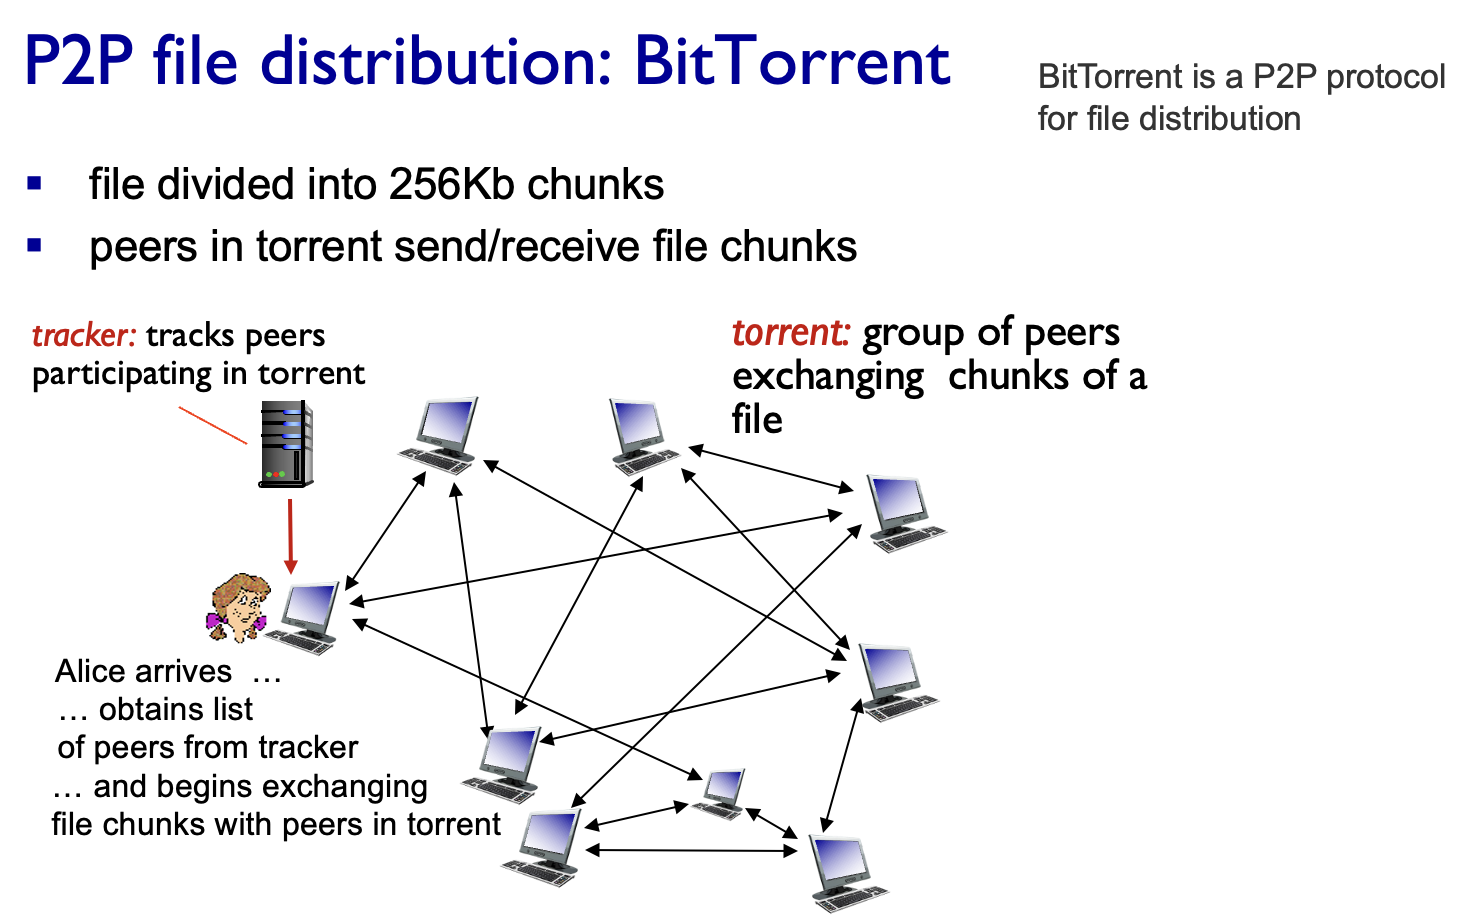 P2P file distribution: BitTorrent
BitTorrent is a P2P protocol
for file distribution
▪ file divided into 256Kb chunks
▪ peers in torrent send/receive file chunks
tracker: tracks peers
participating in torrent
torrent: group of peers
exchanging chunks of a
file
Alice arrives …
… obtains list
of peers from tracker
… and begins exchanging
file chunks with peers in torrent